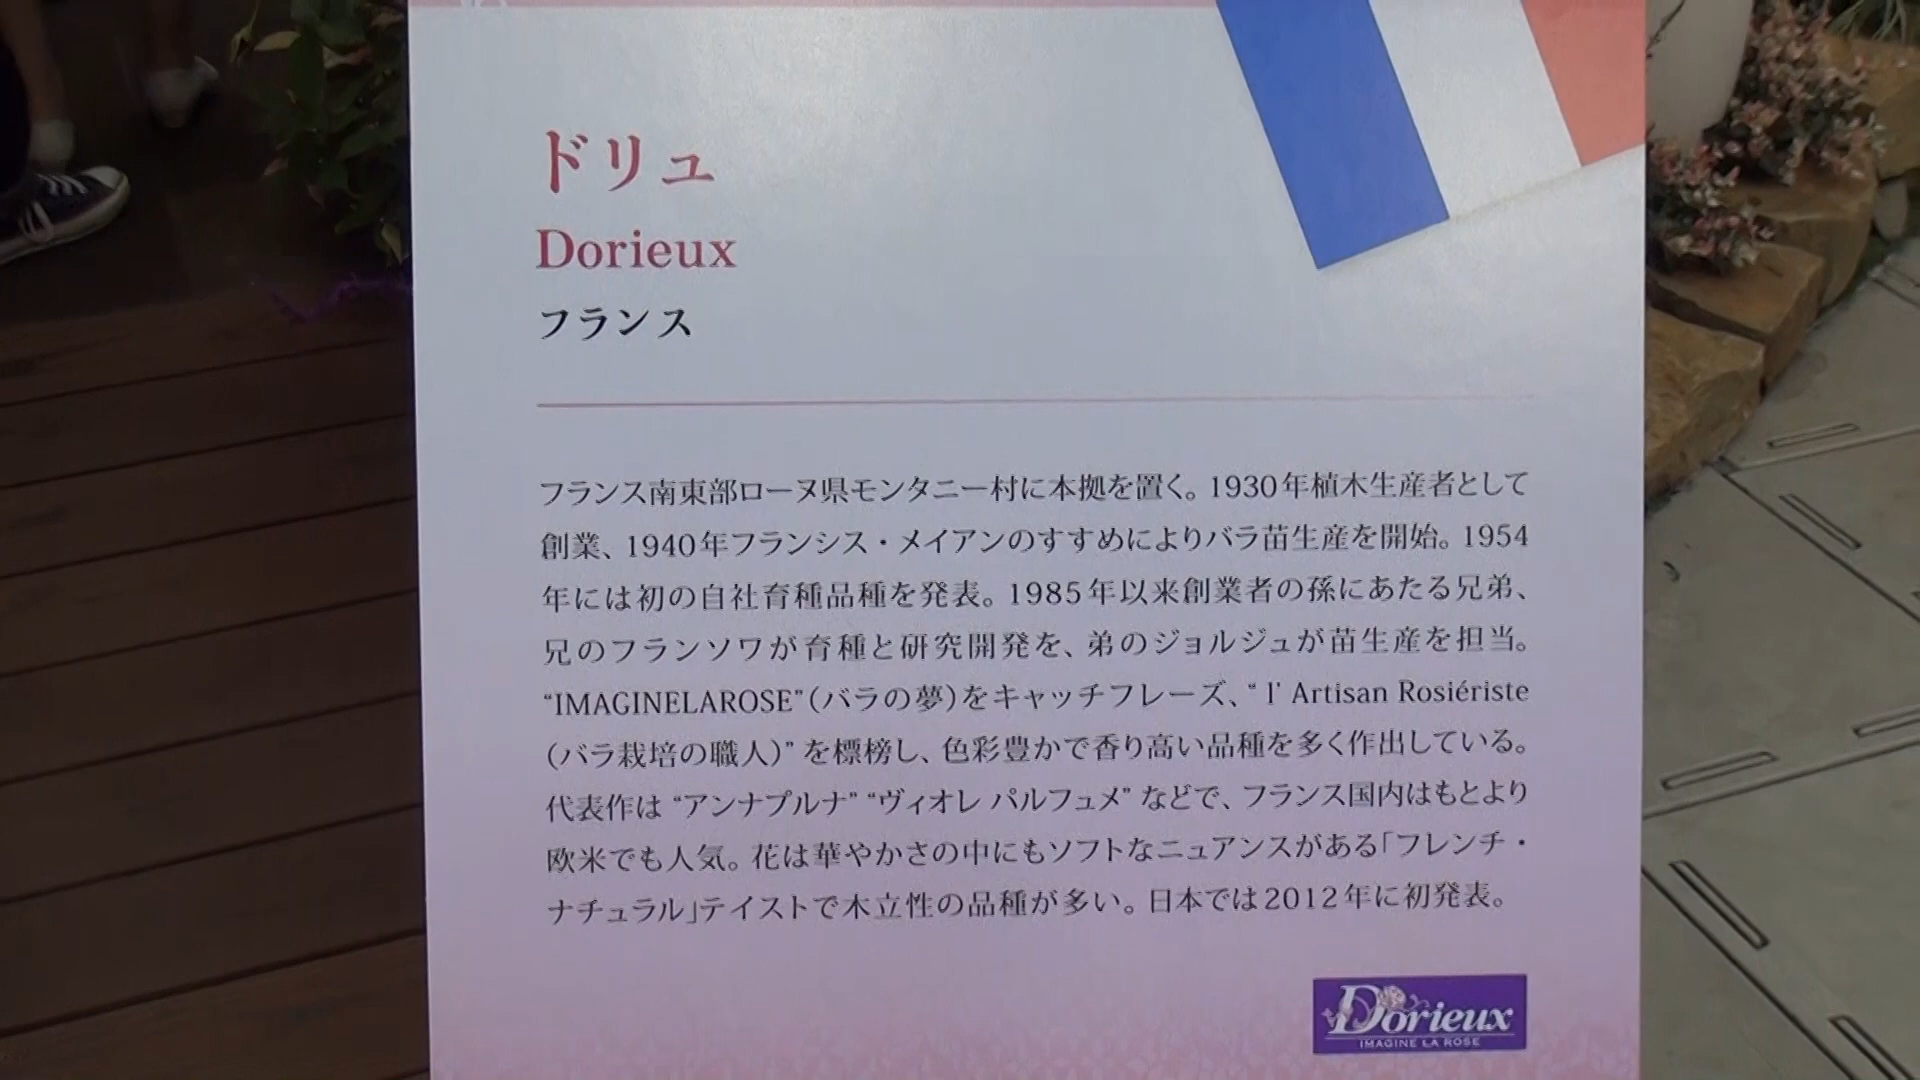 ドリュ
Dorieux
フランス
フランス南東部ローヌ県モンタニー村に本拠を置く。1930年植木生産者として
創業、1940年フランシス・メイアンのすすめによりバラ苗生産を開始。1954
年には初の自社育種品種を発表。1985年以来創業者の孫にあたる兄弟、
兄のフランソワが育種と研究開発を、弟のジョルジュが苗生産を担当。
“IMAGINELAROSE”（バラの夢）をキャッチフレーズ、“ l' Artisan Rosiériste
（バラ栽培の職人）” を標榜し、色彩豊かで香り高い品種を多く作出している。
代表作は “アンナプルナ” “ヴィオレ パルフュメ” などで、フランス国内はもとより
欧米でも人気。花は華やかさの中にもソフトなニュアンスがある「フレンチ・
ナチュラル」テイストで木立性の品種が多い。日本では2012年に初発表。
Dorieux
IMAGINE LA ROSE